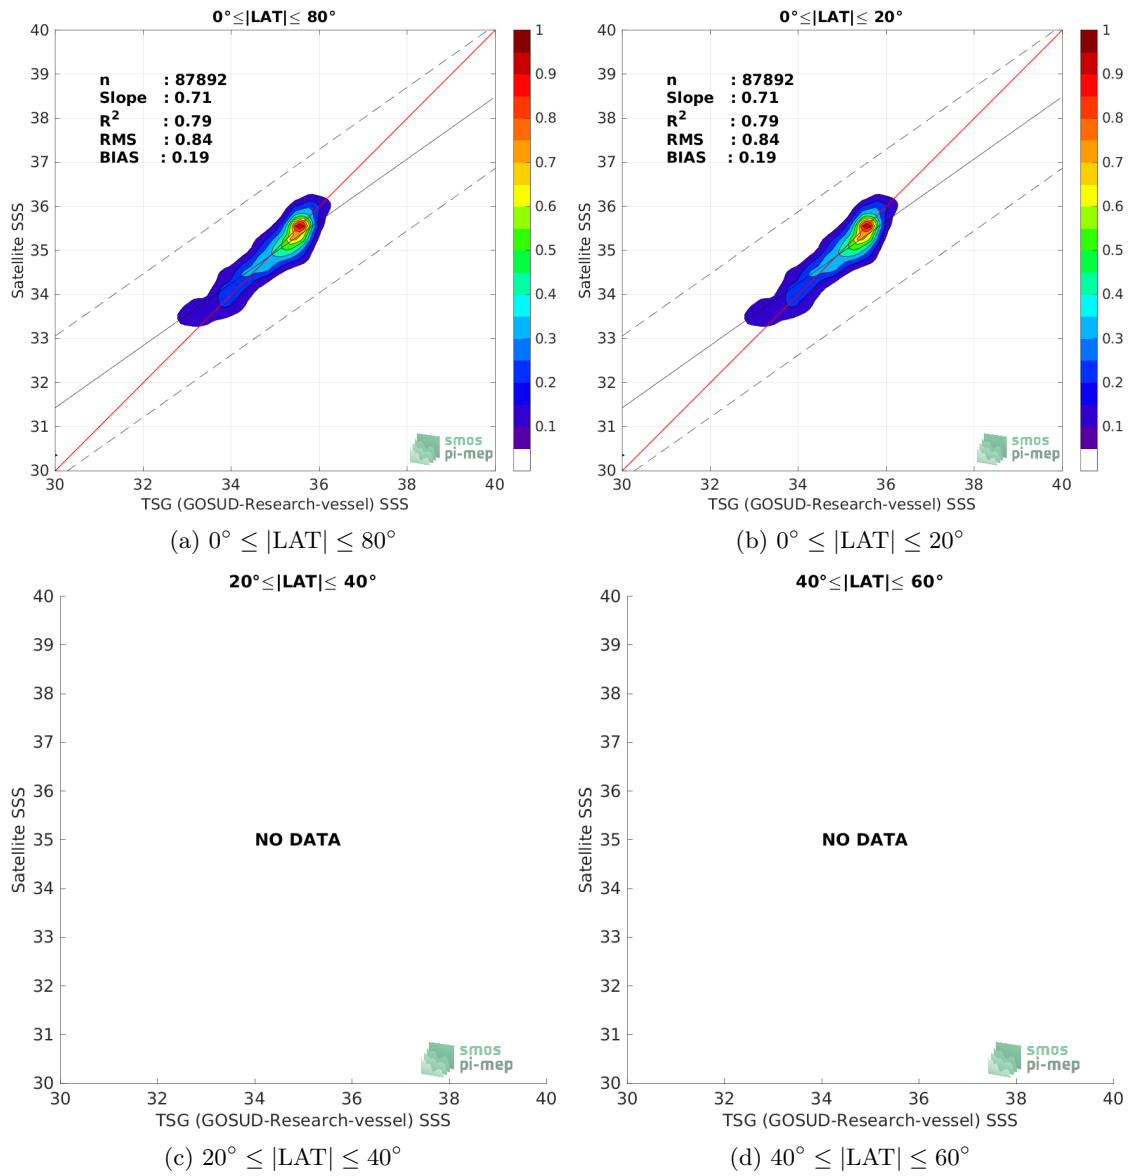 0°≤|LAT|≤ 80°
40
39
38
37
36
35
34
33
32
31
30
Satellite SSS
n : 87892
Slope : 0.71
R² : 0.79
RMS : 0.84
BIAS : 0.19
smos
pi-mep
30 32 34 36 38 40
TSG (GOSUD-Research-vessel) SSS
1
0.9
0.8
0.7
0.6
0.5
0.4
0.3
0.2
0.1
(a) 0° ≤ |LAT| ≤ 80°
0°≤|LAT|≤ 20°
40
39
38
37
36
35
34
33
32
31
30
Satellite SSS
n : 87892
Slope : 0.71
R² : 0.79
RMS : 0.84
BIAS : 0.19
smos
pi-mep
30 32 34 36 38 40
TSG (GOSUD-Research-vessel) SSS
1
0.9
0.8
0.7
0.6
0.5
0.4
0.3
0.2
0.1
(b) 0° ≤ |LAT| ≤ 20°
20°≤|LAT|≤ 40°
40
39
38
37
36
35
34
33
32
31
30
Satellite SSS
NO DATA
smos
pi-mep
30 32 34 36 38 40
TSG (GOSUD-Research-vessel) SSS
(c) 20° ≤ |LAT| ≤ 40°
40°≤|LAT|≤ 60°
40
39
38
37
36
35
34
33
32
31
30
Satellite SSS
NO DATA
smos
pi-mep
30 32 34 36 38 40
TSG (GOSUD-Research-vessel) SSS
(d) 40° ≤ |LAT| ≤ 60°